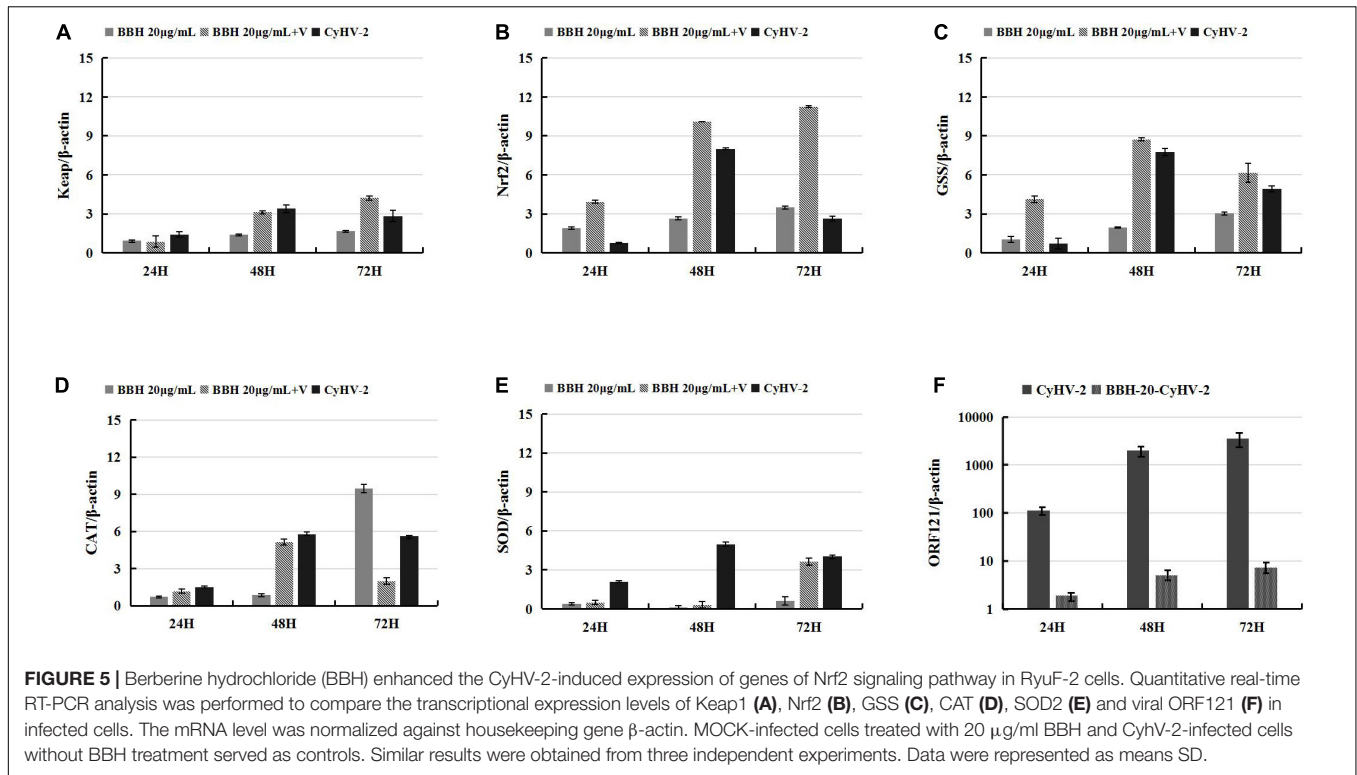 A
BBH 20µg/mL BBH 20µg/mL+V CyHV-2
15
12
9
6
3
0
Keap/β-actin
24H 48H 72H
B
BBH 20µg/mL BBH 20µg/mL+V CyHV-2
15
12
9
6
3
0
Nrf2/β-actin
24H 48H 72H
C
BBH 20µg/mL BBH 20µg/mL+V CyHV-2
15
12
9
6
3
0
GSS/β-actin
24H 48H 72H
D
BBH 20µg/mL BBH 20µg/mL+V CyHV-2
15
12
9
6
3
0
CAT/β-actin
24H 48H 72H
E
BBH 20µg/mL BBH 20µg/mL+V CyHV-2
15
12
9
6
3
0
SOD/β-actin
24H 48H 72H
F
CyHV-2 BBH-20-CyHV-2
10000
1000
100
10
1
ORF121/β-actin
24H 48H 72H
FIGURE 5 | Berberine hydrochloride (BBH) enhanced the CyHV-2-induced expression of genes of Nrf2 signaling pathway in RyuF-2 cells. Quantitative real-time
RT-PCR analysis was performed to compare the transcriptional expression levels of Keap1 (A), Nrf2 (B), GSS (C), CAT (D), SOD2 (E) and viral ORF121 (F) in
infected cells. The mRNA level was normalized against housekeeping gene β-actin. MOCK-infected cells treated with 20 µg/ml BBH and CyhV-2-infected cells
without BBH treatment served as controls. Similar results were obtained from three independent experiments. Data were represented as means SD.